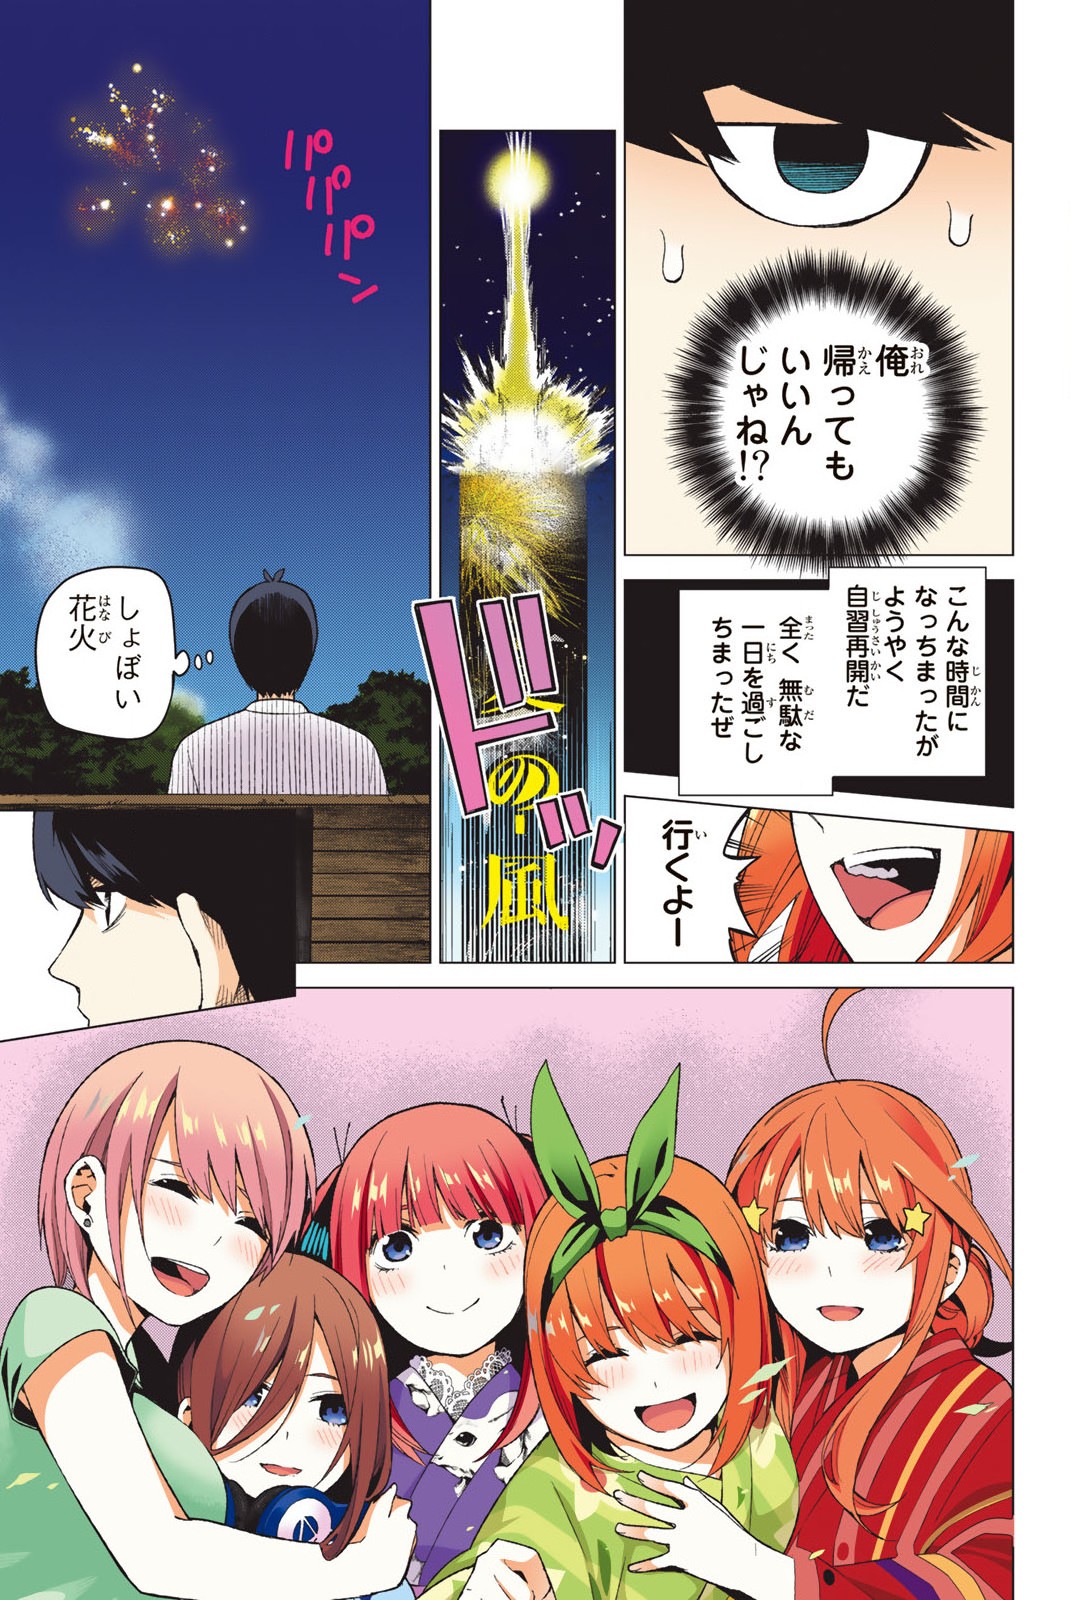 俺
帰っても
いいん
じゃね!?
こんな時間に
なっちまったが
ようやく
自習再開だ
全く 無駄な
一日を過ごし
ちまったぜ
行くよー
ドッ
パパパパン
しょぼい
花火